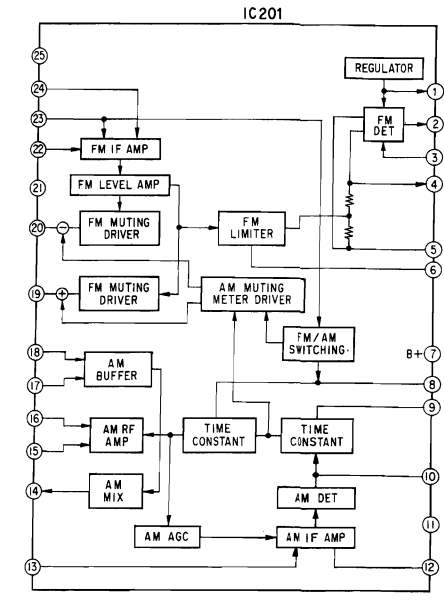 IC201
25
REGULATOR
24
1
23
FM
DET
2
22
FM IF AMP
3
21
FM LEVEL AMP
4
20
−
FM MUTING
DRIVER
FM
LIMITER
5
6
19
+
FM MUTING
DRIVER
AM MUTING
METER DRIVER
18
AM
BUFFER
FM/AM
SWITCHING
B+
7
17
8
16
AM RF
AMP
TIME
CONSTANT
TIME
CONSTANT
9
15
14
AM
MIX
AM DET
10
AM AGC
AM IF AMP
11
13
12